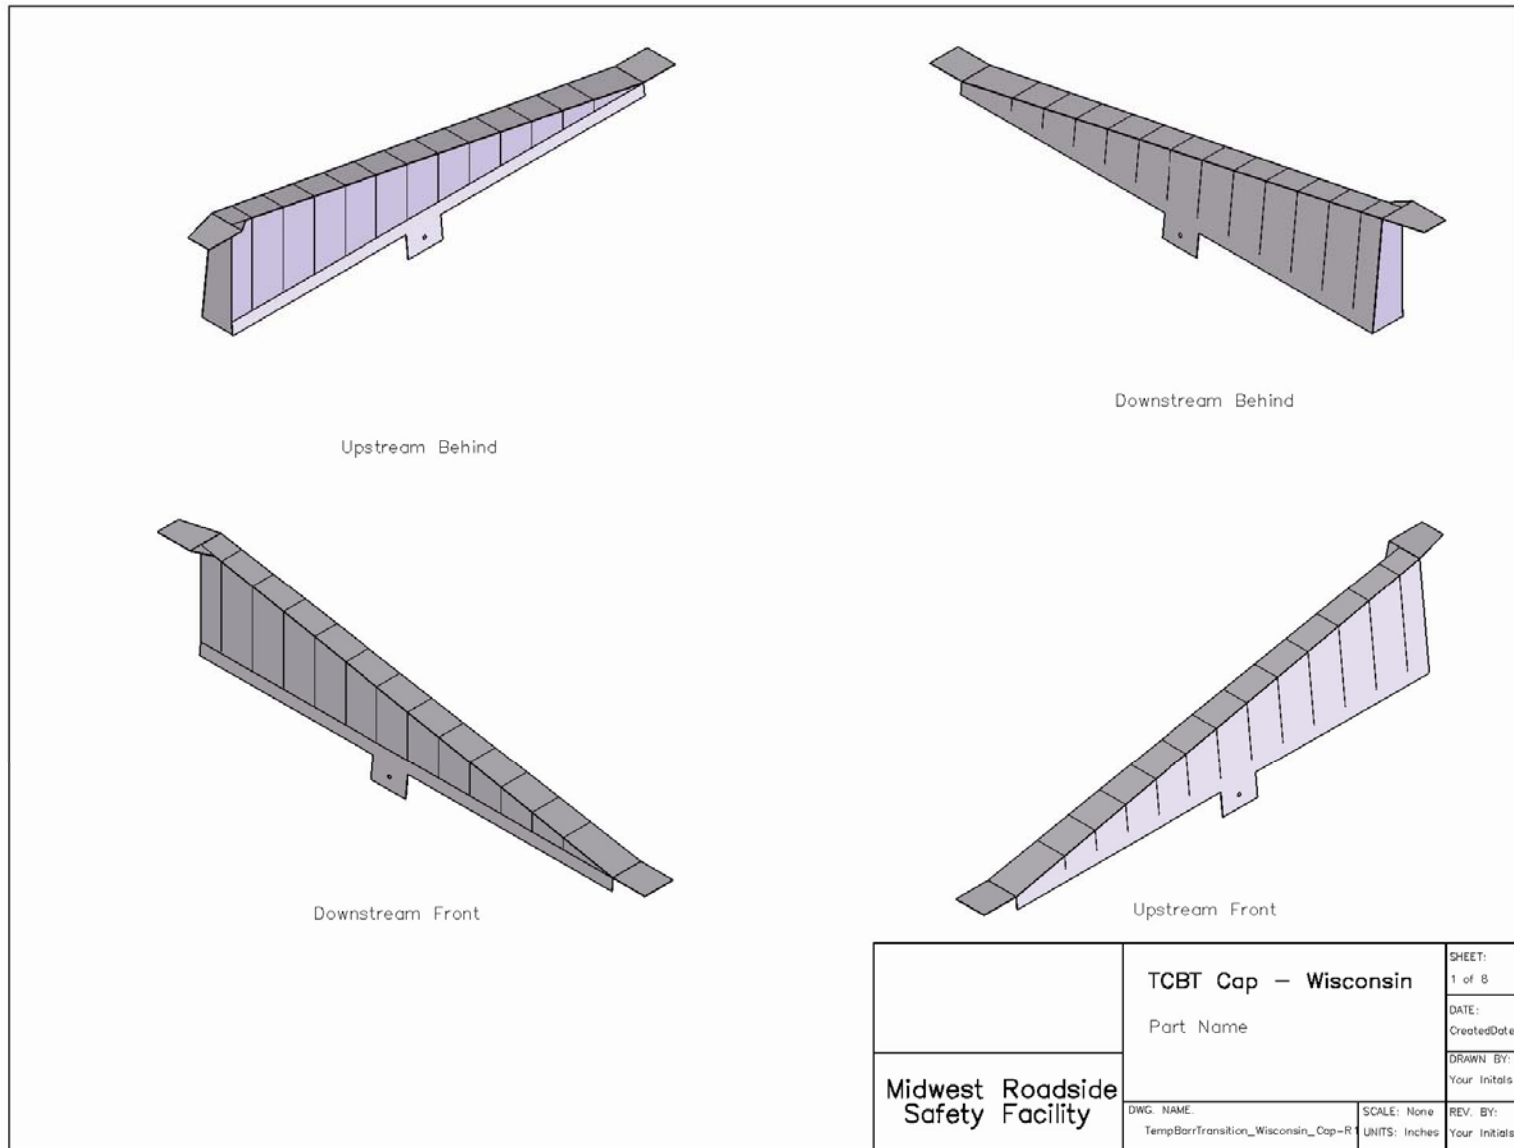 Upstream Behind
Downstream Behind
Downstream Front
Upstream Front
TCBT Cap – Wisconsin
Part Name
SHEET:
1 of 8
DATE:
CreatedDate
DRAWN BY:
Your Initals
Midwest Roadside
Safety Facility
DWG. NAME.
TempBarrTransition_Wisconsin_Cap-R1
SCALE: None
UNITS: Inches
REV. BY:
Your Initials